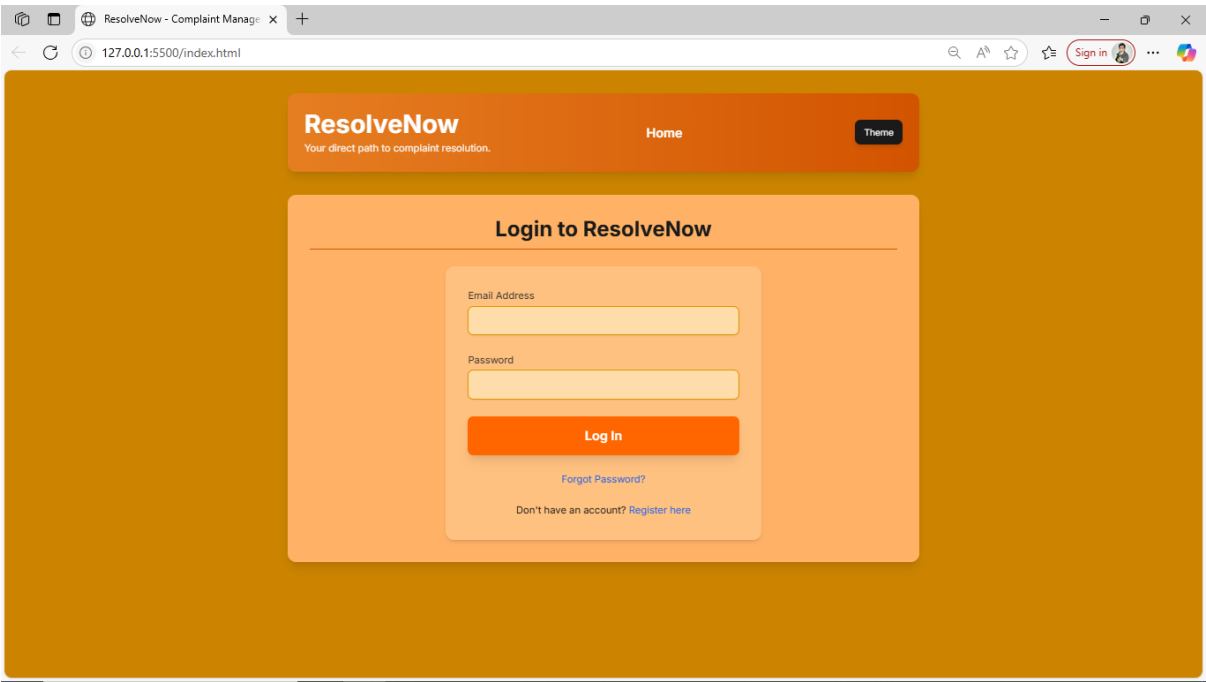 ResolveNow - Complaint Manage
127.0.0.1:5500/index.html
Sign in
ResolveNow
Your direct path to complaint resolution.
Home
Theme
Login to ResolveNow
Email Address
Password
Log In
Forgot Password?
Don't have an account? Register here